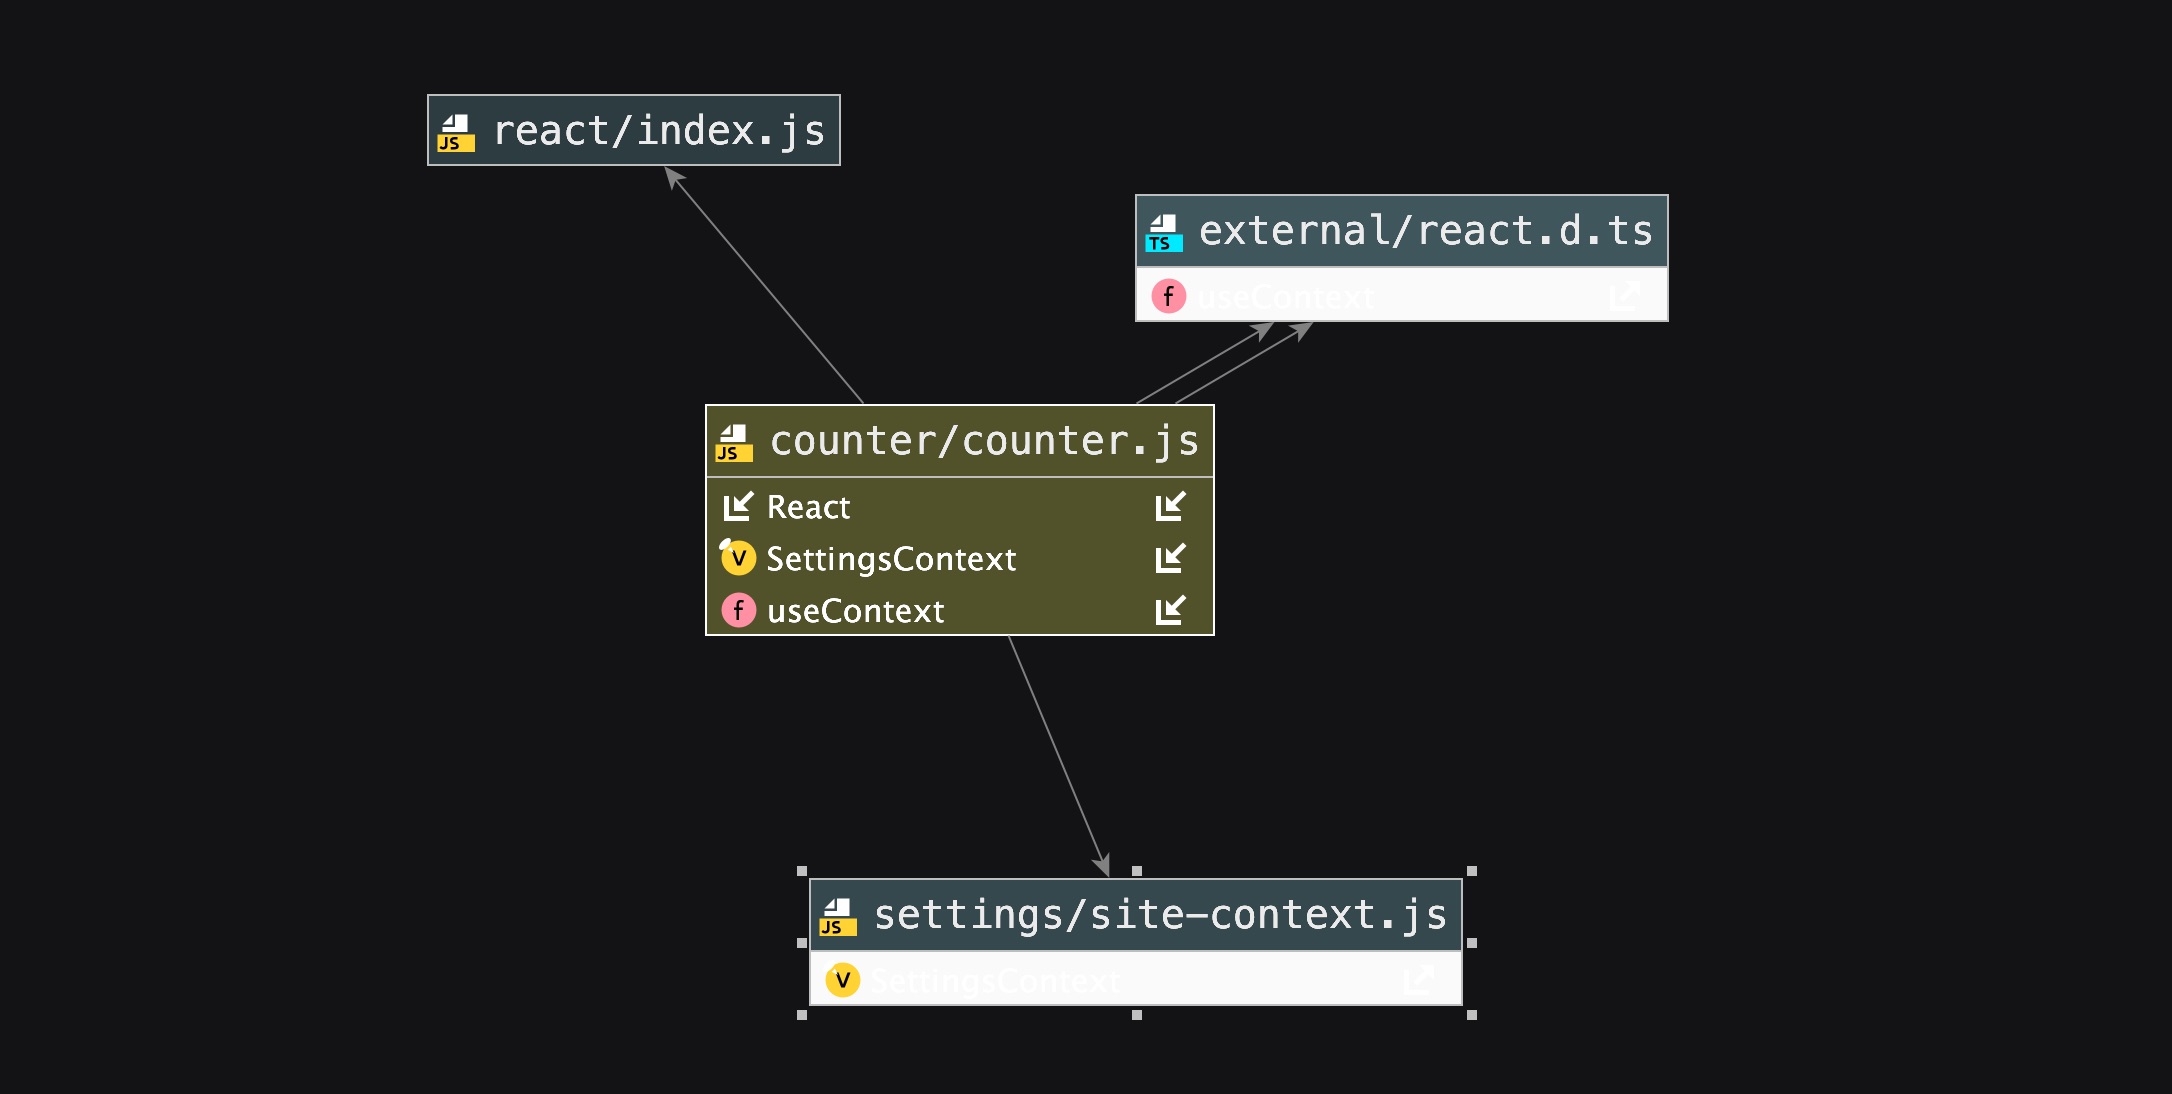 JS react/index.js
TS external/react.d.ts
f useContext
JS counter/counter.js
React
V SettingsContext
f useContext
JS settings/site-context.js
V SettingsContext